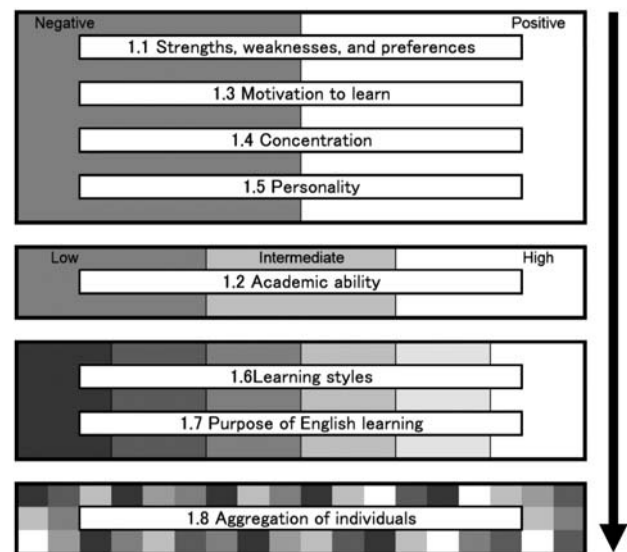 Negative Positive
1.1 Strengths, weaknesses, and preferences
1.3 Motivation to learn
1.4 Concentration
1.5 Personality
Low Intermediate High
1.2 Academic ability
1.6Learning styles
1.7 Purpose of English learning
1.8 Aggregation of individuals